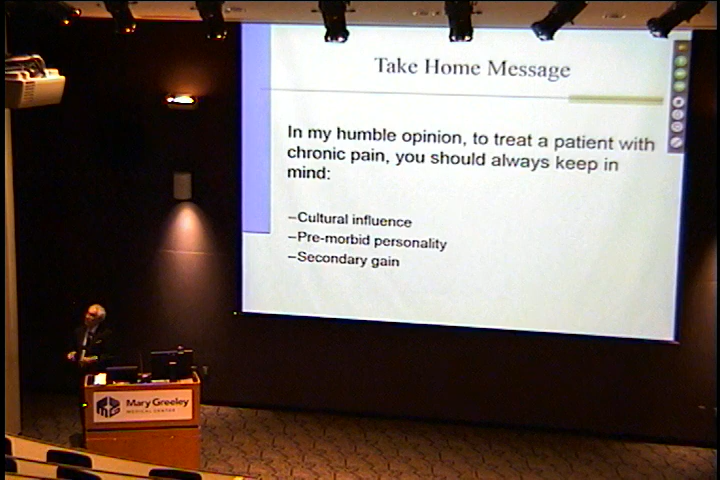 Take Home Message
In my humble opinion, to treat a patient with
chronic pain, you should always keep in
mind:
–Cultural influence
–Pre-morbid personality
–Secondary gain
Mary Greeley
MEDICAL CENTER